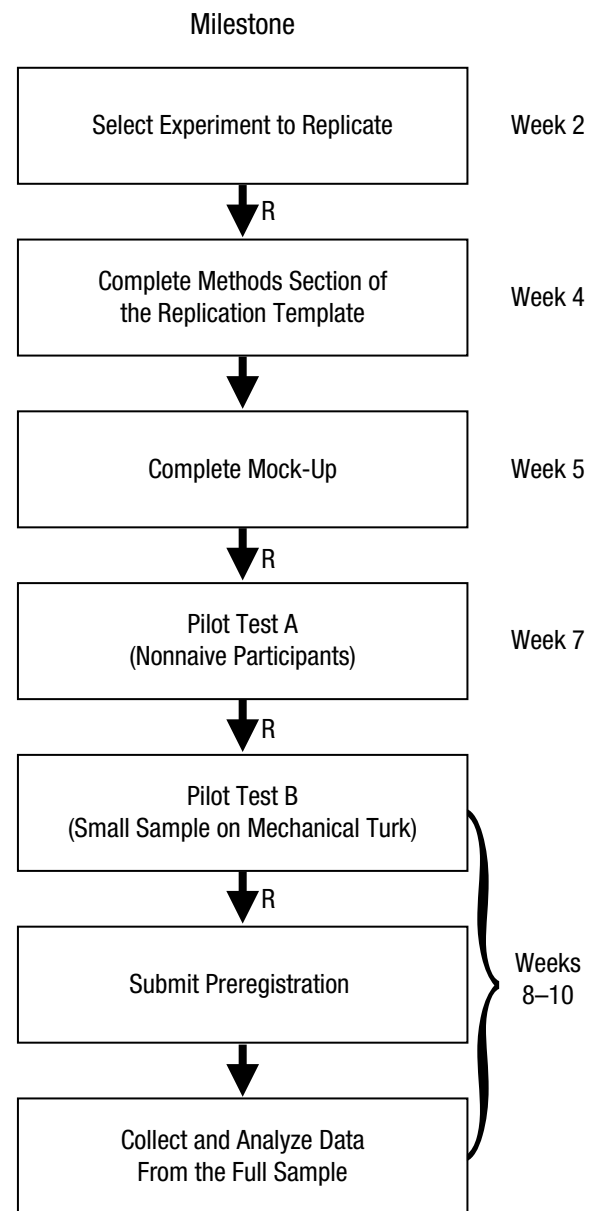 Milestone
Select Experiment to Replicate
Week 2
R
Complete Methods Section of
the Replication Template
Week 4
Complete Mock-Up
Week 5
R
Pilot Test A
(Nonnaive Participants)
Week 7
R
Pilot Test B
(Small Sample on Mechanical Turk)
R
Submit Preregistration
Weeks
8–10
Collect and Analyze Data
From the Full Sample